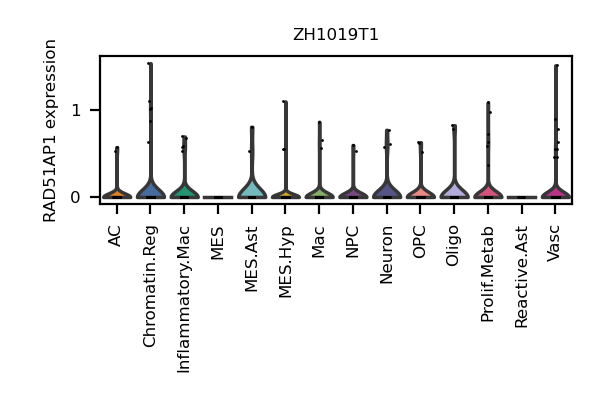 ZH1019T1
RAD51AP1 expression
1
0
AC
Chromatin.Reg
Inflammatory.Mac
MES
MES.Ast
MES.Hyp
Mac
NPC
Neuron
OPC
Oligo
Prolif.Metab
Reactive.Ast
Vasc